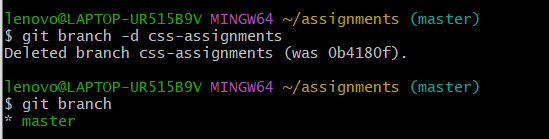 lenovo@LAPTOP-UR515B9V MINGW64 ~/assignments (master)
$ git branch -d css-assignments
Deleted branch css-assignments (was 0b4180f).
lenovo@LAPTOP-UR515B9V MINGW64 ~/assignments (master)
$ git branch
* master